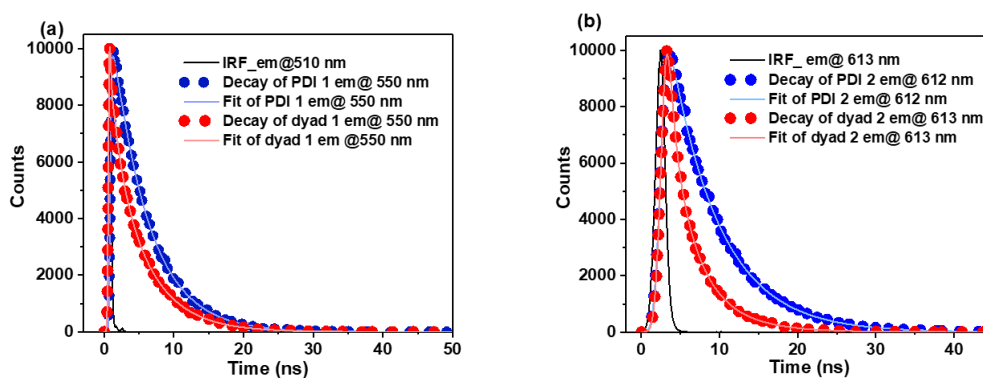 (a)
10000
8000
6000
4000
2000
0
Counts
IRF_em@510 nm
Decay of PDI 1 em@ 550 nm
Fit of PDI 1 em@ 550 nm
Decay of dyad 1 em@ 550 nm
Fit of dyad 1 em @550 nm
0 10 20 30 40 50
Time (ns)
(b)
10000
8000
6000
4000
2000
0
Counts
IRF_em@ 613 nm
Decay of PDI 2 em@ 612 nm
Fit of PDI 2 em@ 612 nm
Decay of dyad 2 em@ 613 nm
Fit of dyad 2 em@ 613 nm
0 10 20 30 40
Time (ns)